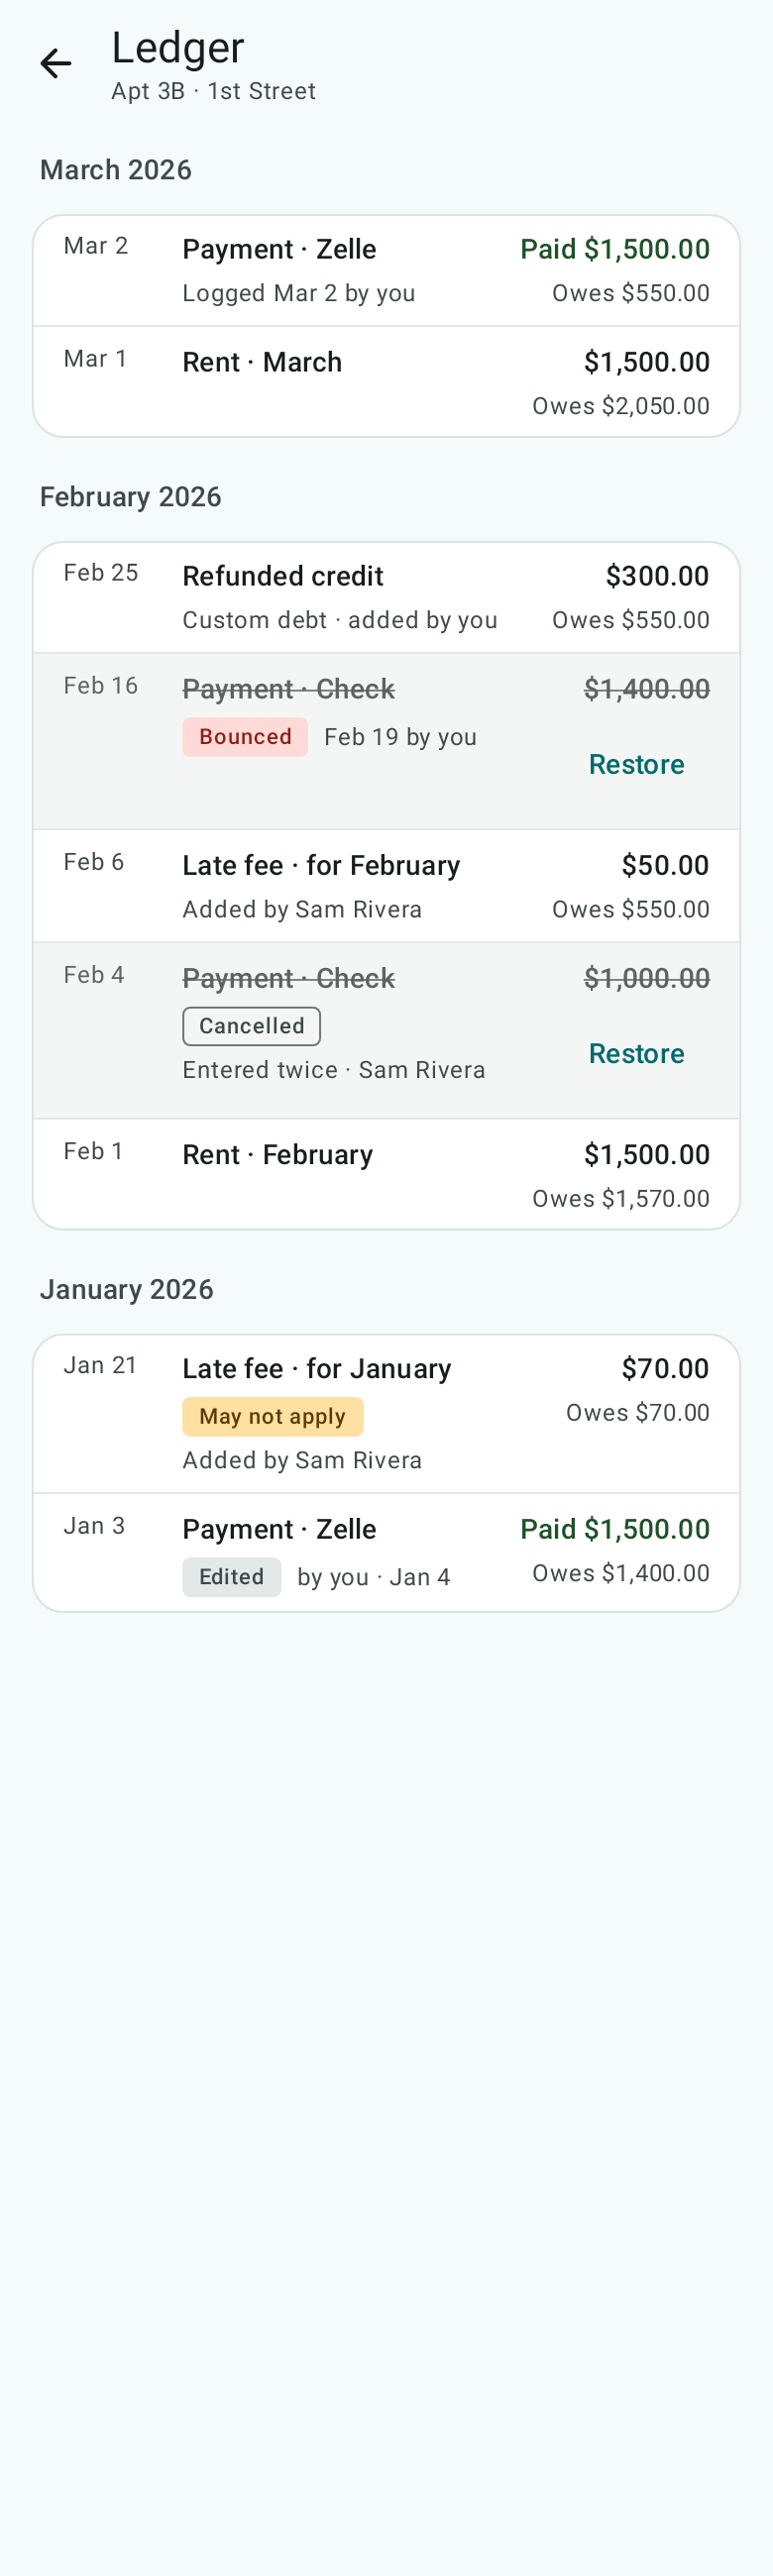 Ledger
Apt 3B · 1st Street
March 2026
Mar 2 Payment · Zelle Paid $1,500.00
Logged Mar 2 by you Owes $550.00
Mar 1 Rent · March $1,500.00
Owes $2,050.00
February 2026
Feb 25 Refunded credit $300.00
Custom debt · added by you Owes $550.00
Feb 16 Payment · Check $1,400.00
Bounced Feb 19 by you
Restore
Feb 6 Late fee · for February $50.00
Added by Sam Rivera Owes $550.00
Feb 4 Payment · Check $1,000.00
Cancelled
Restore
Entered twice · Sam Rivera
Feb 1 Rent · February $1,500.00
Owes $1,570.00
January 2026
Jan 21 Late fee · for January $70.00
May not apply Owes $70.00
Added by Sam Rivera
Jan 3 Payment · Zelle Paid $1,500.00
Edited by you · Jan 4 Owes $1,400.00